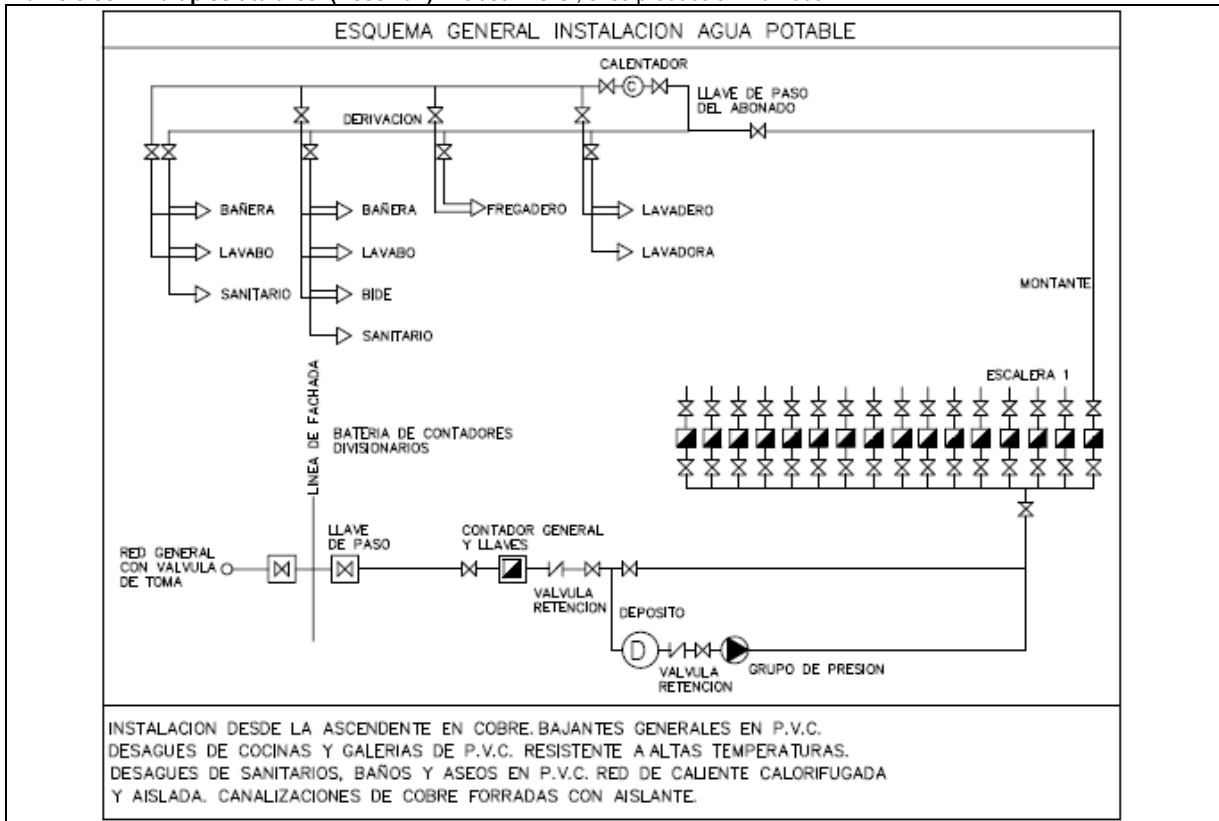 ESQUEMA GENERAL INSTALACION AGUA POTABLE
CALENTADOR
C
LLAVE DE PASO
DEL ABONADO
DERIVACION
BAÑERA
BAÑERA
FREGADERO
LAVADERO
LAVABO
LAVABO
LAVADORA
SANITARIO
BIDE
SANITARIO
MONTANTE
ESCALERA 1
LINEA DE FACHADA
BATERIA DE CONTADORES
DIVISIONARIOS
RED GENERAL
CON VALVULA
DE TOMA
LLAVE
DE PASO
CONTADOR GENERAL
Y LLAVES
VALVULA
RETENCION
DEPOSITO
D
VALVULA
RETENCION
GRUPO DE PRESION
INSTALACION DESDE LA ASCENDENTE EN COBRE. BAJANTES GENERALES EN P.V.C.
DESAGUES DE COCINAS Y GALERIAS DE P.V.C. RESISTENTE A ALTAS TEMPERATURAS.
DESAGUES DE SANITARIOS, BAÑOS Y ASEOS EN P.V.C. RED DE CALIENTE CALORIFUGADA
Y AISLADA. CANALIZACIONES DE COBRE FORRADAS CON AISLANTE.